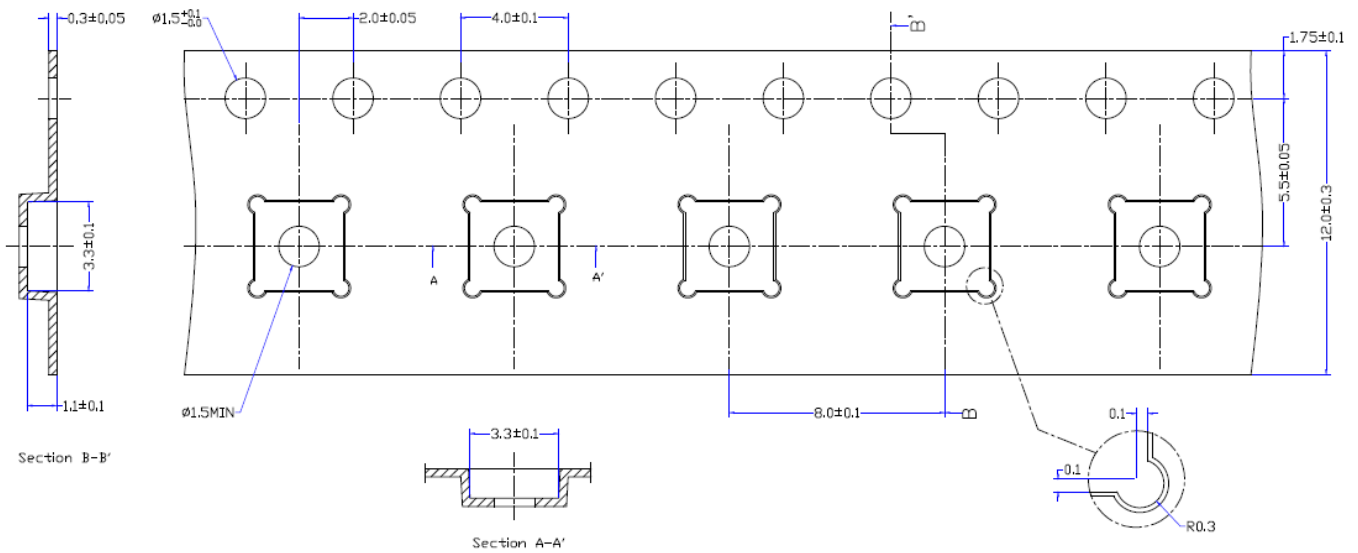 0.3±0.05
Ø1.5+0.1-0.0
2.0±0.05
4.0±0.1
B'
1.75±0.1
5.5±0.05
12.0±0.3
3.3±0.1
A
A'
1.1±0.1
Ø1.5MIN
8.0±0.1
B
0.1
3.3±0.1
0.1
R0.3
Section B-B'
Section A-A'